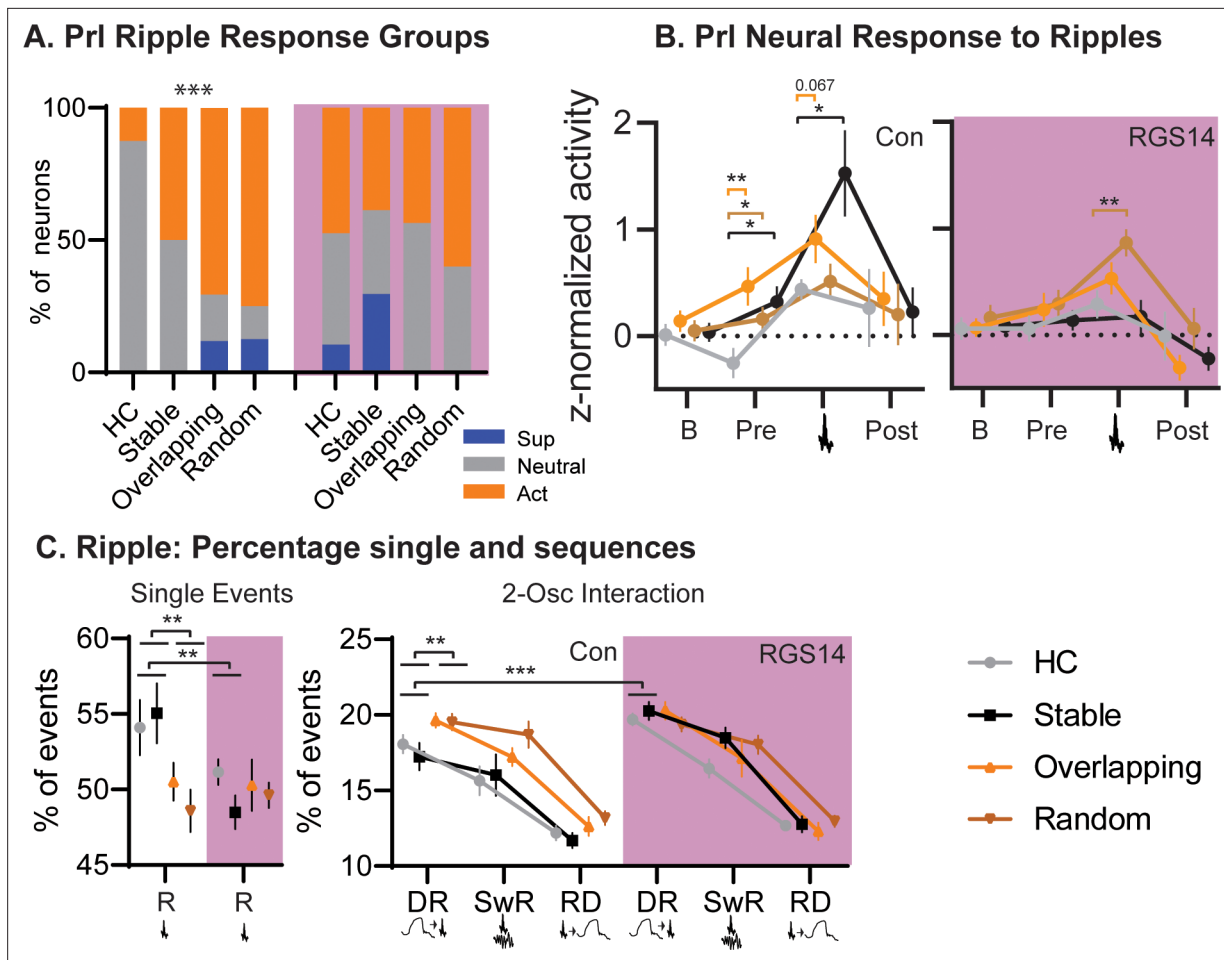 A. PrI Ripple Response Groups
***
100
50
0
% of neurons
HC
Stable
Overlapping
Random
HC
Stable
Overlapping
Random
Sup
Neutral
Act
B. PrI Neural Response to Ripples
0.067
*
**
*
*
Con
2
1
0
z-normalized activity
B
Pre
Post
RGS14
**
B
Pre
Post
C. Ripple: Percentage single and sequences
Single Events
**
**
60
55
50
45
% of events
R
R
2-Osc Interaction
**
***
Con
RGS14
25
20
15
10
% of events
DR
SwR
RD
DR
SwR
RD
HC
Stable
Overlapping
Random